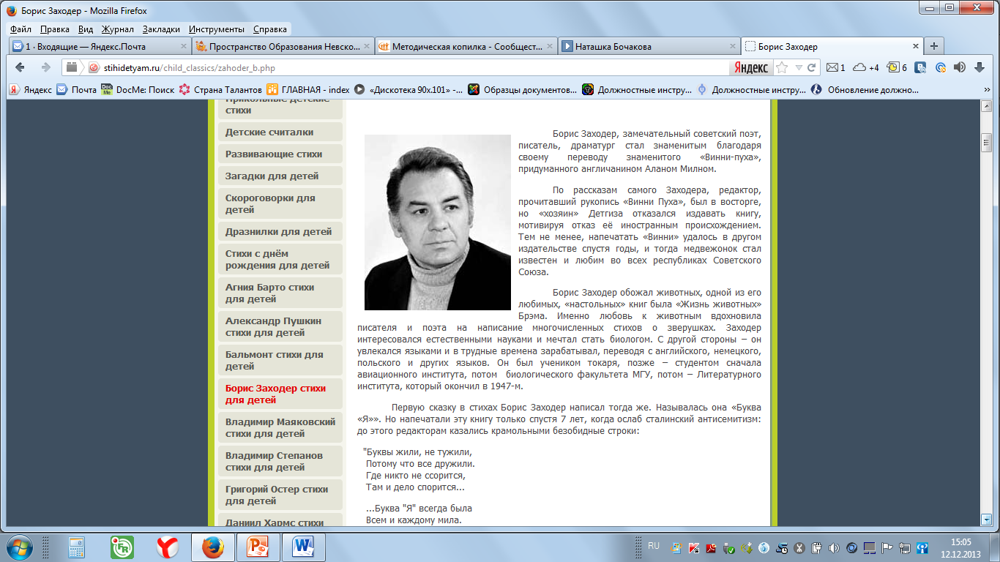 Борис Заходер - Mozilla Firefox
Файл Правка Вид Журнал Закладки Инструменты Справка
1 · Входящие — Яндекс.Почта
Пространство Образования Невско...
Методическая копилка - Сообщест...
Наташка Бочакова
Борис Заходер
stihidetyam.ru/child_classics/zahoder_b.php
Яндекс
1 +4 6
Яндекс Почта DocMe: Поиск Страна Талантов ГЛАВНАЯ - index «Дискотека 90х.101» -... Образцы документов... Должностные инстру... Должностные инстру... Обновление должно... »
Прикольные детские
стихи
Детские считалки
Развивающие стихи
Загадки для детей
Скороговорки для
детей
Дразнилки для детей
Стихи с днём
рождения для детей
Агния Барто стихи
для детей
Александр Пушкин
стихи для детей
Бальмонт стихи для
детей
Борис Заходер стихи
для детей
Владимир Маяковский
стихи для детей
Владимир Степанов
стихи для детей
Григорий Остер стихи
для детей
Даниил Хармс стихи
Борис Заходер, замечательный советский поэт,
писатель, драматург стал знаменитым благодаря
своему переводу знаменитого «Винни-пуха»,
придуманного англичанином Аланом Милном.
По рассказам самого Заходера, редактор,
прочитавший рукопись «Винни Пуха», был в восторге,
но «хозяин» Детгиза отказался издавать книгу,
мотивируя отказ её иностранным происхождением.
Тем не менее, напечатать «Винни» удалось в другом
издательстве спустя годы, и тогда медвежонок стал
известен и любим во всех республиках Советского
Союза.
Борис Заходер обожал животных, одной из его
любимых, «настольных» книг была «Жизнь животных»
Брэма. Именно любовь к животным вдохновила
писателя и поэта на написание многочисленных стихов о зверушках. Заходер
интересовался естественными науками и мечтал стать биологом. С другой стороны – он
увлекался языками и в трудные времена зарабатывал, переводя с английского, немецкого,
польского и других языков. Он был учеником токаря, позже – студентом сначала
авиационного института, потом биологического факультета МГУ, потом – Литературного
института, который окончил в 1947-м.
Первую сказку в стихах Борис Заходер написал тогда же. Называлась она «Буква
«Я»». Но напечатали эту книгу только спустя 7 лет, когда ослаб сталинский антисемитизм:
до этого редакторам казались крамольными безобидные строки:
"Буквы жили, не тужили,
Потому что все дружили.
Где никто не ссорится,
Там и дело спорится...
...Буква "Я" всегда была
Всем и каждому мила.
RU
15:05
12.12.2013